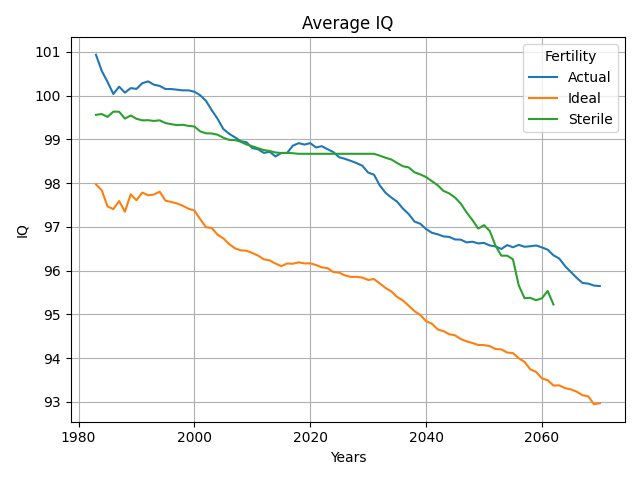 Average IQ
Fertility
Actual
Ideal
Sterile
IQ
101
100
99
98
97
96
95
94
93
1980 2000 2020 2040 2060
Years